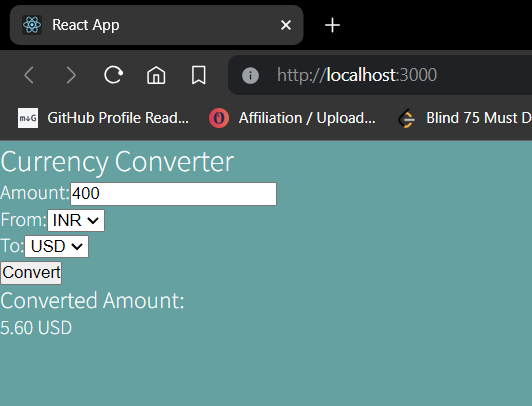 React App
http://localhost:3000
m↓G GitHub Profile Read... Affiliation / Upload... Blind 75 Must D
Currency Converter
Amount:400
From: INR
To: USD
Convert
Converted Amount:
5.60 USD